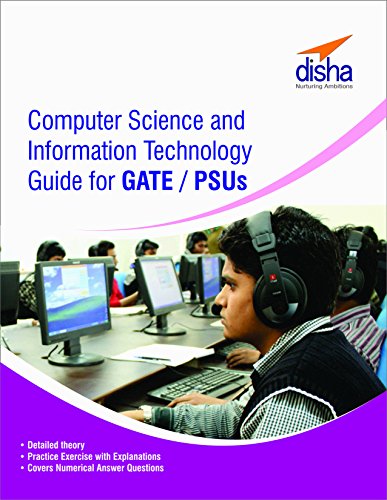 disha
Nurturing Ambitions
Computer Science and
Information Technology
Guide for GATE / PSUs
• Detailed theory
• Practice Exercise with Explanations
• Covers Numerical Answer Questions